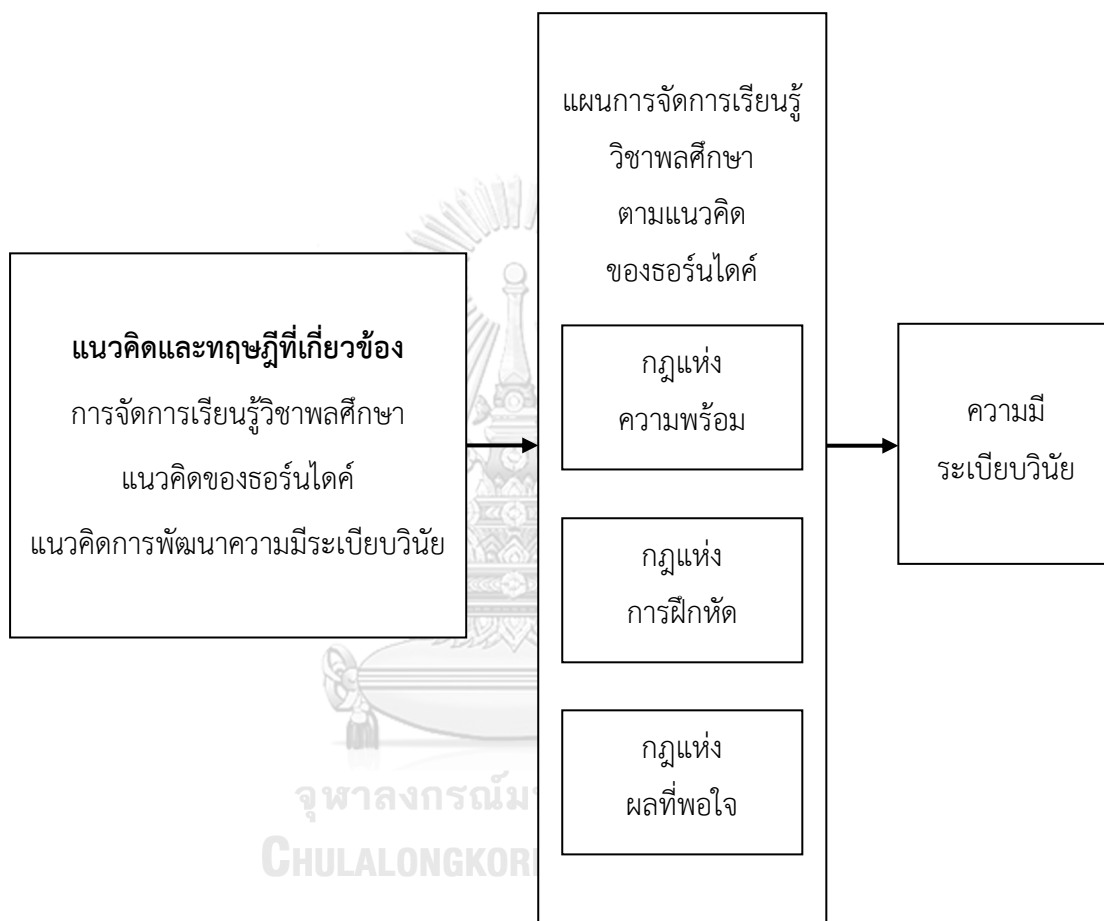 แนวคิดและทฤษฎีที่เกี่ยวข้อง
การจัดการเรียนรู้วิชาพลศึกษา
แนวคิดของธอร์นไดค์
แนวคิดการพัฒนาความมีระเบียบวินัย
แผนการจัดการเรียนรู้
วิชาพลศึกษา
ตามแนวคิด
ของธอร์นไดค์
กฎแห่ง
ความพร้อม
กฎแห่ง
การฝึกหัด
กฎแห่ง
ผลที่พอใจ
ความมี
ระเบียบวินัย
จุฬาลงกรณ์ม
CHULALONGKOR